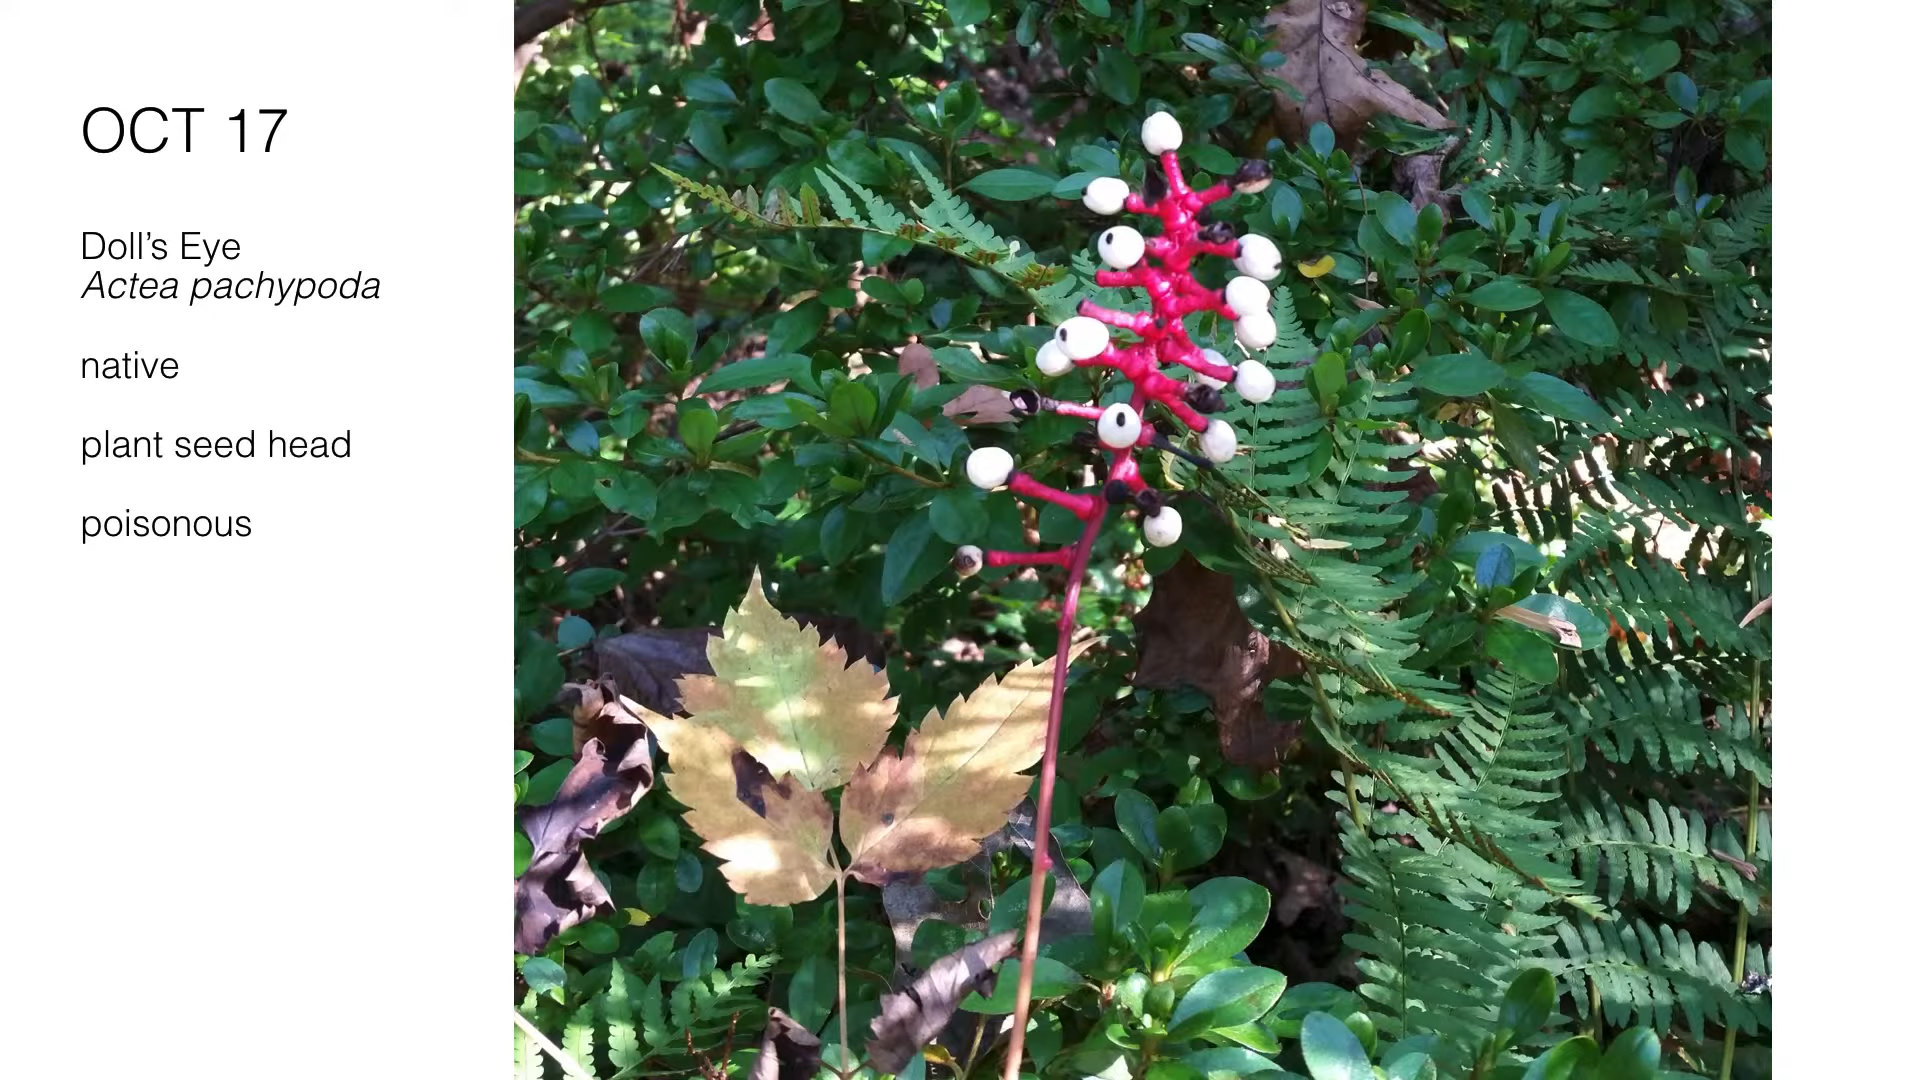 OCT 17
Doll’s Eye
Actea pachypoda
native
plant seed head
poisonous